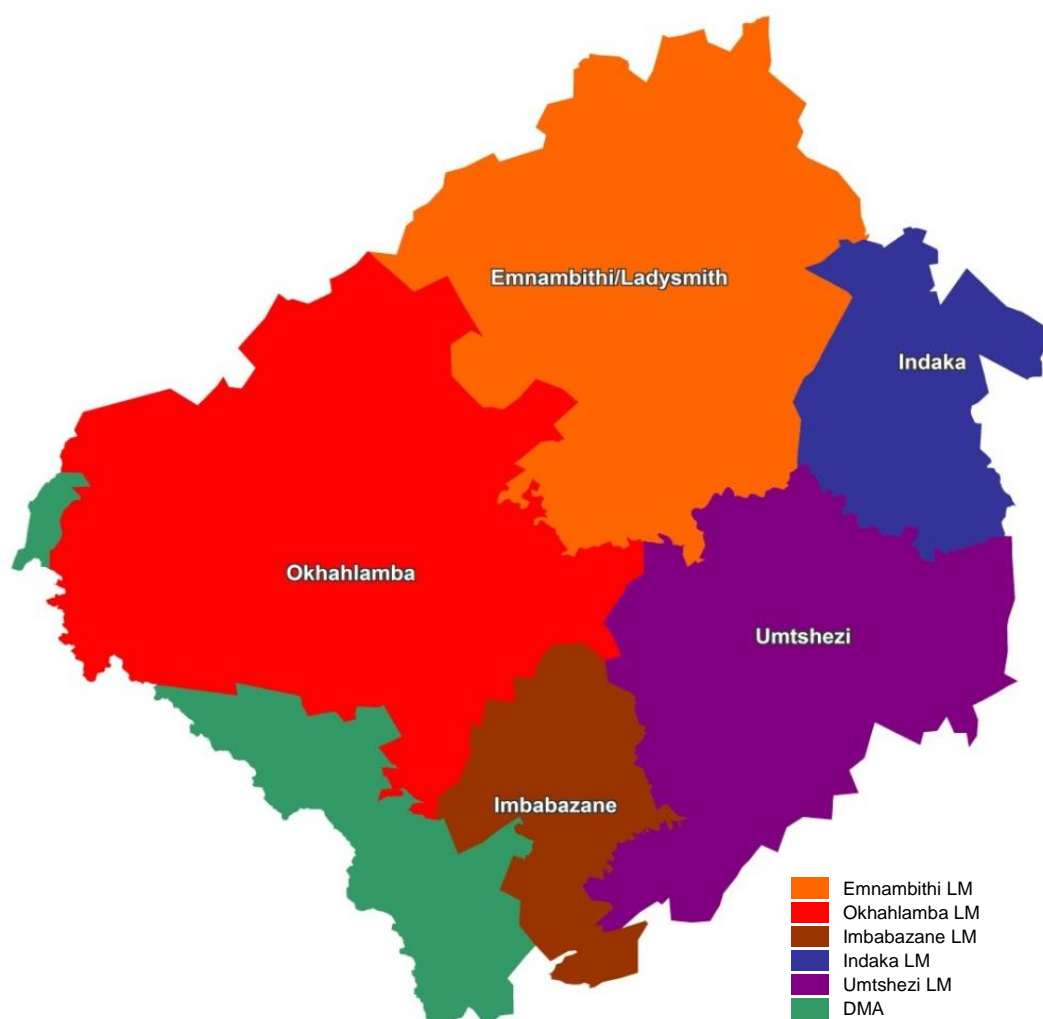 Emnambithi/Ladysmith
Indaka
Okhahlamba
Umtshezi
Imbabazane
Emnambithi LM
Okhahlamba LM
Imbabazane LM
Indaka LM
Umtshezi LM
DMA